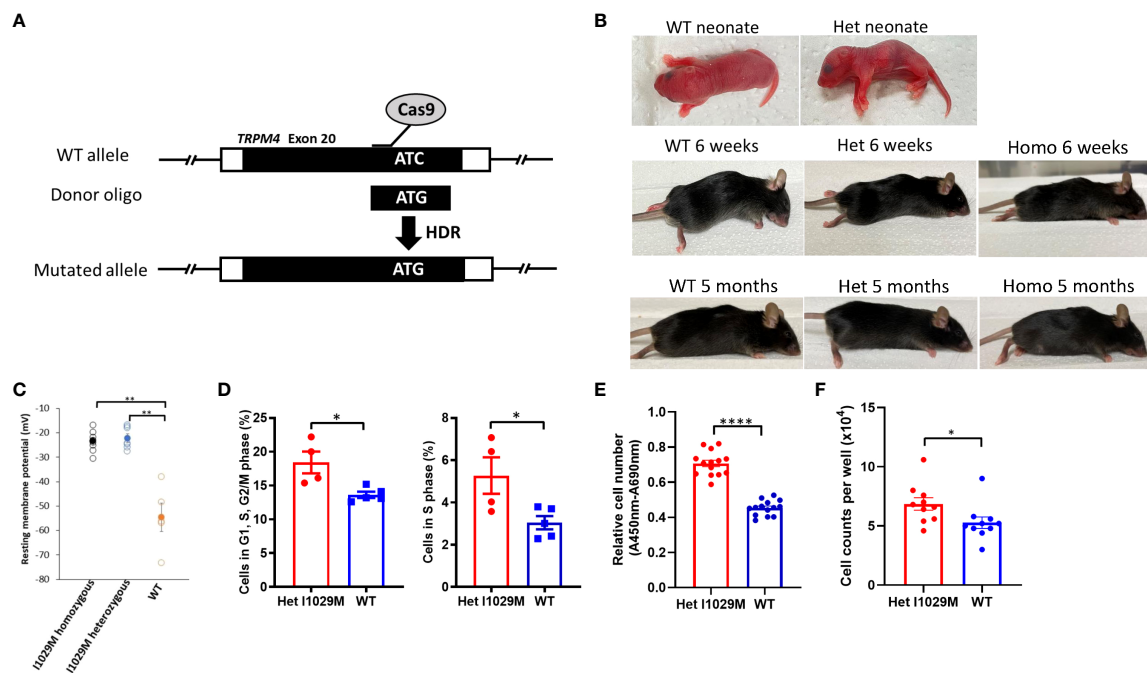 A
Cas9
TRPM4 Exon 20
WT allele
ATC
Donor oligo
ATG
HDR
Mutated allele
ATG
B
WT neonate
Het neonate
WT 6 weeks
Het 6 weeks
Homo 6 weeks
WT 5 months
Het 5 months
Homo 5 months
C
**
**
Resting membrane potential (mV)
-10
-20
-30
-40
-50
-60
-70
-80
I1029M homozygous
I1029M heterozygous
WT
D
Cells in G1, S, G2/M phase (%)
25
20
15
10
5
0
*
Het I1029M
WT
Cells in S phase (%)
8
6
4
2
0
*
Het I1029M
WT
E
Relative cell number
(A450nm-A690nm)
1.0
0.8
0.6
0.4
0.2
0.0
****
Het I1029M
WT
F
Cell counts per well (x10⁴)
15
10
5
0
*
Het I1029M
WT